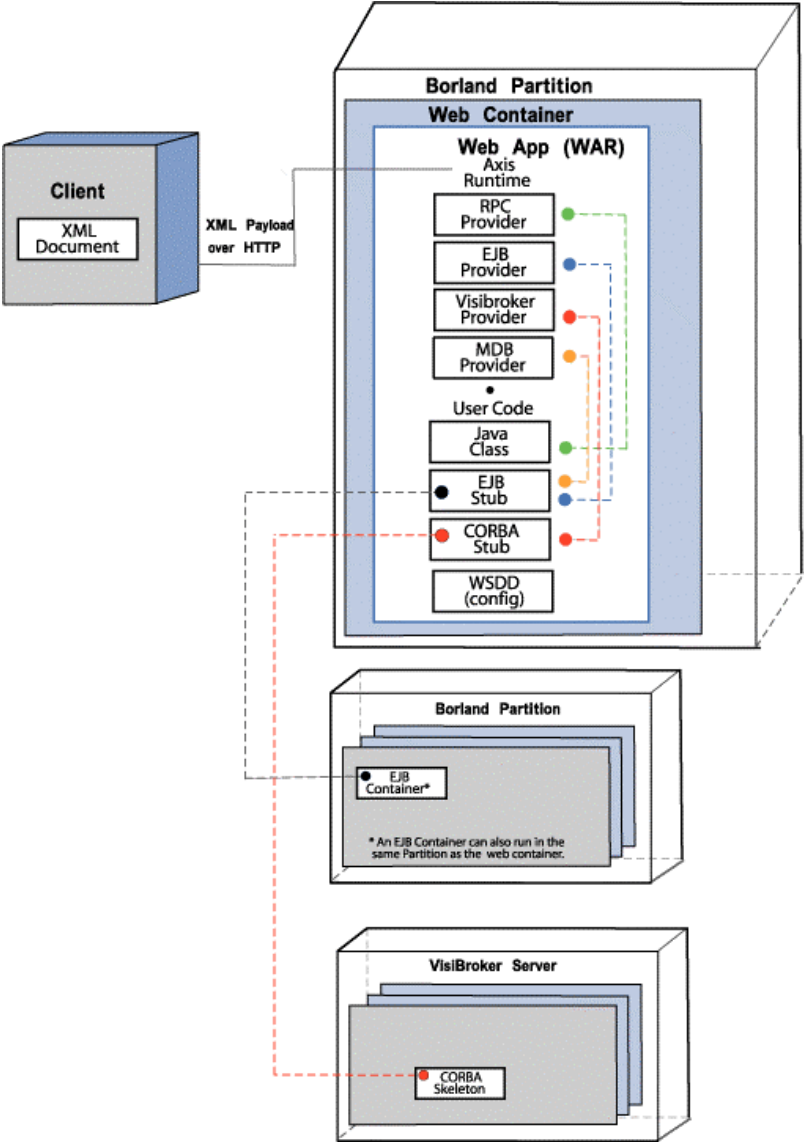 Borland Partition
Web Container
Web App (WAR)
Axis
Runtime
Client
XML
Document
XML Payload
over HTTP
RPC
Provider
EJB
Provider
Visibroker
Provider
MDB
Provider
User Code
Java
Class
EJB
Stub
CORBA
Stub
WSDD
(config)
Borland Partition
EJB
Container*
* An EJB Container can also run in the
same Partition as the web container.
VisiBroker Server
CORBA
Skeleton